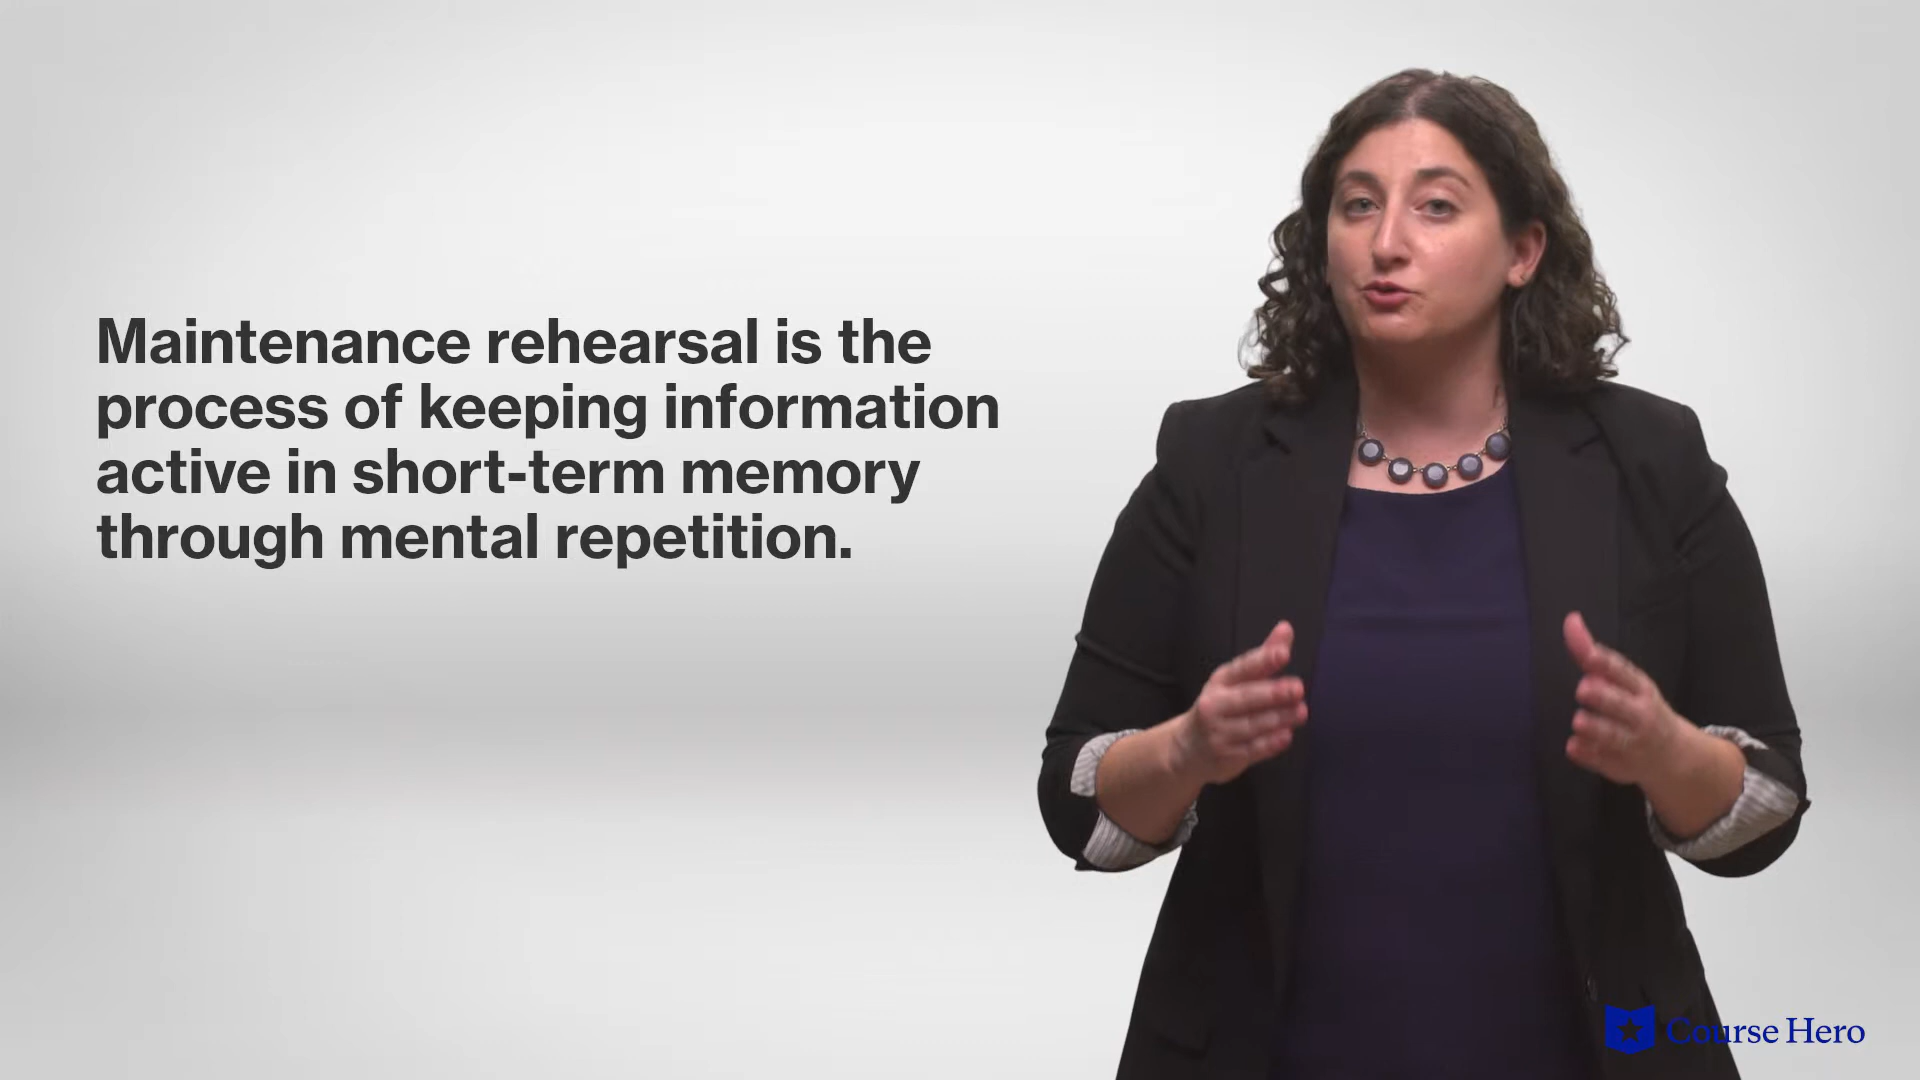 Maintenance rehearsal is the
process of keeping information
active in short-term memory
through mental repetition.
Course Hero